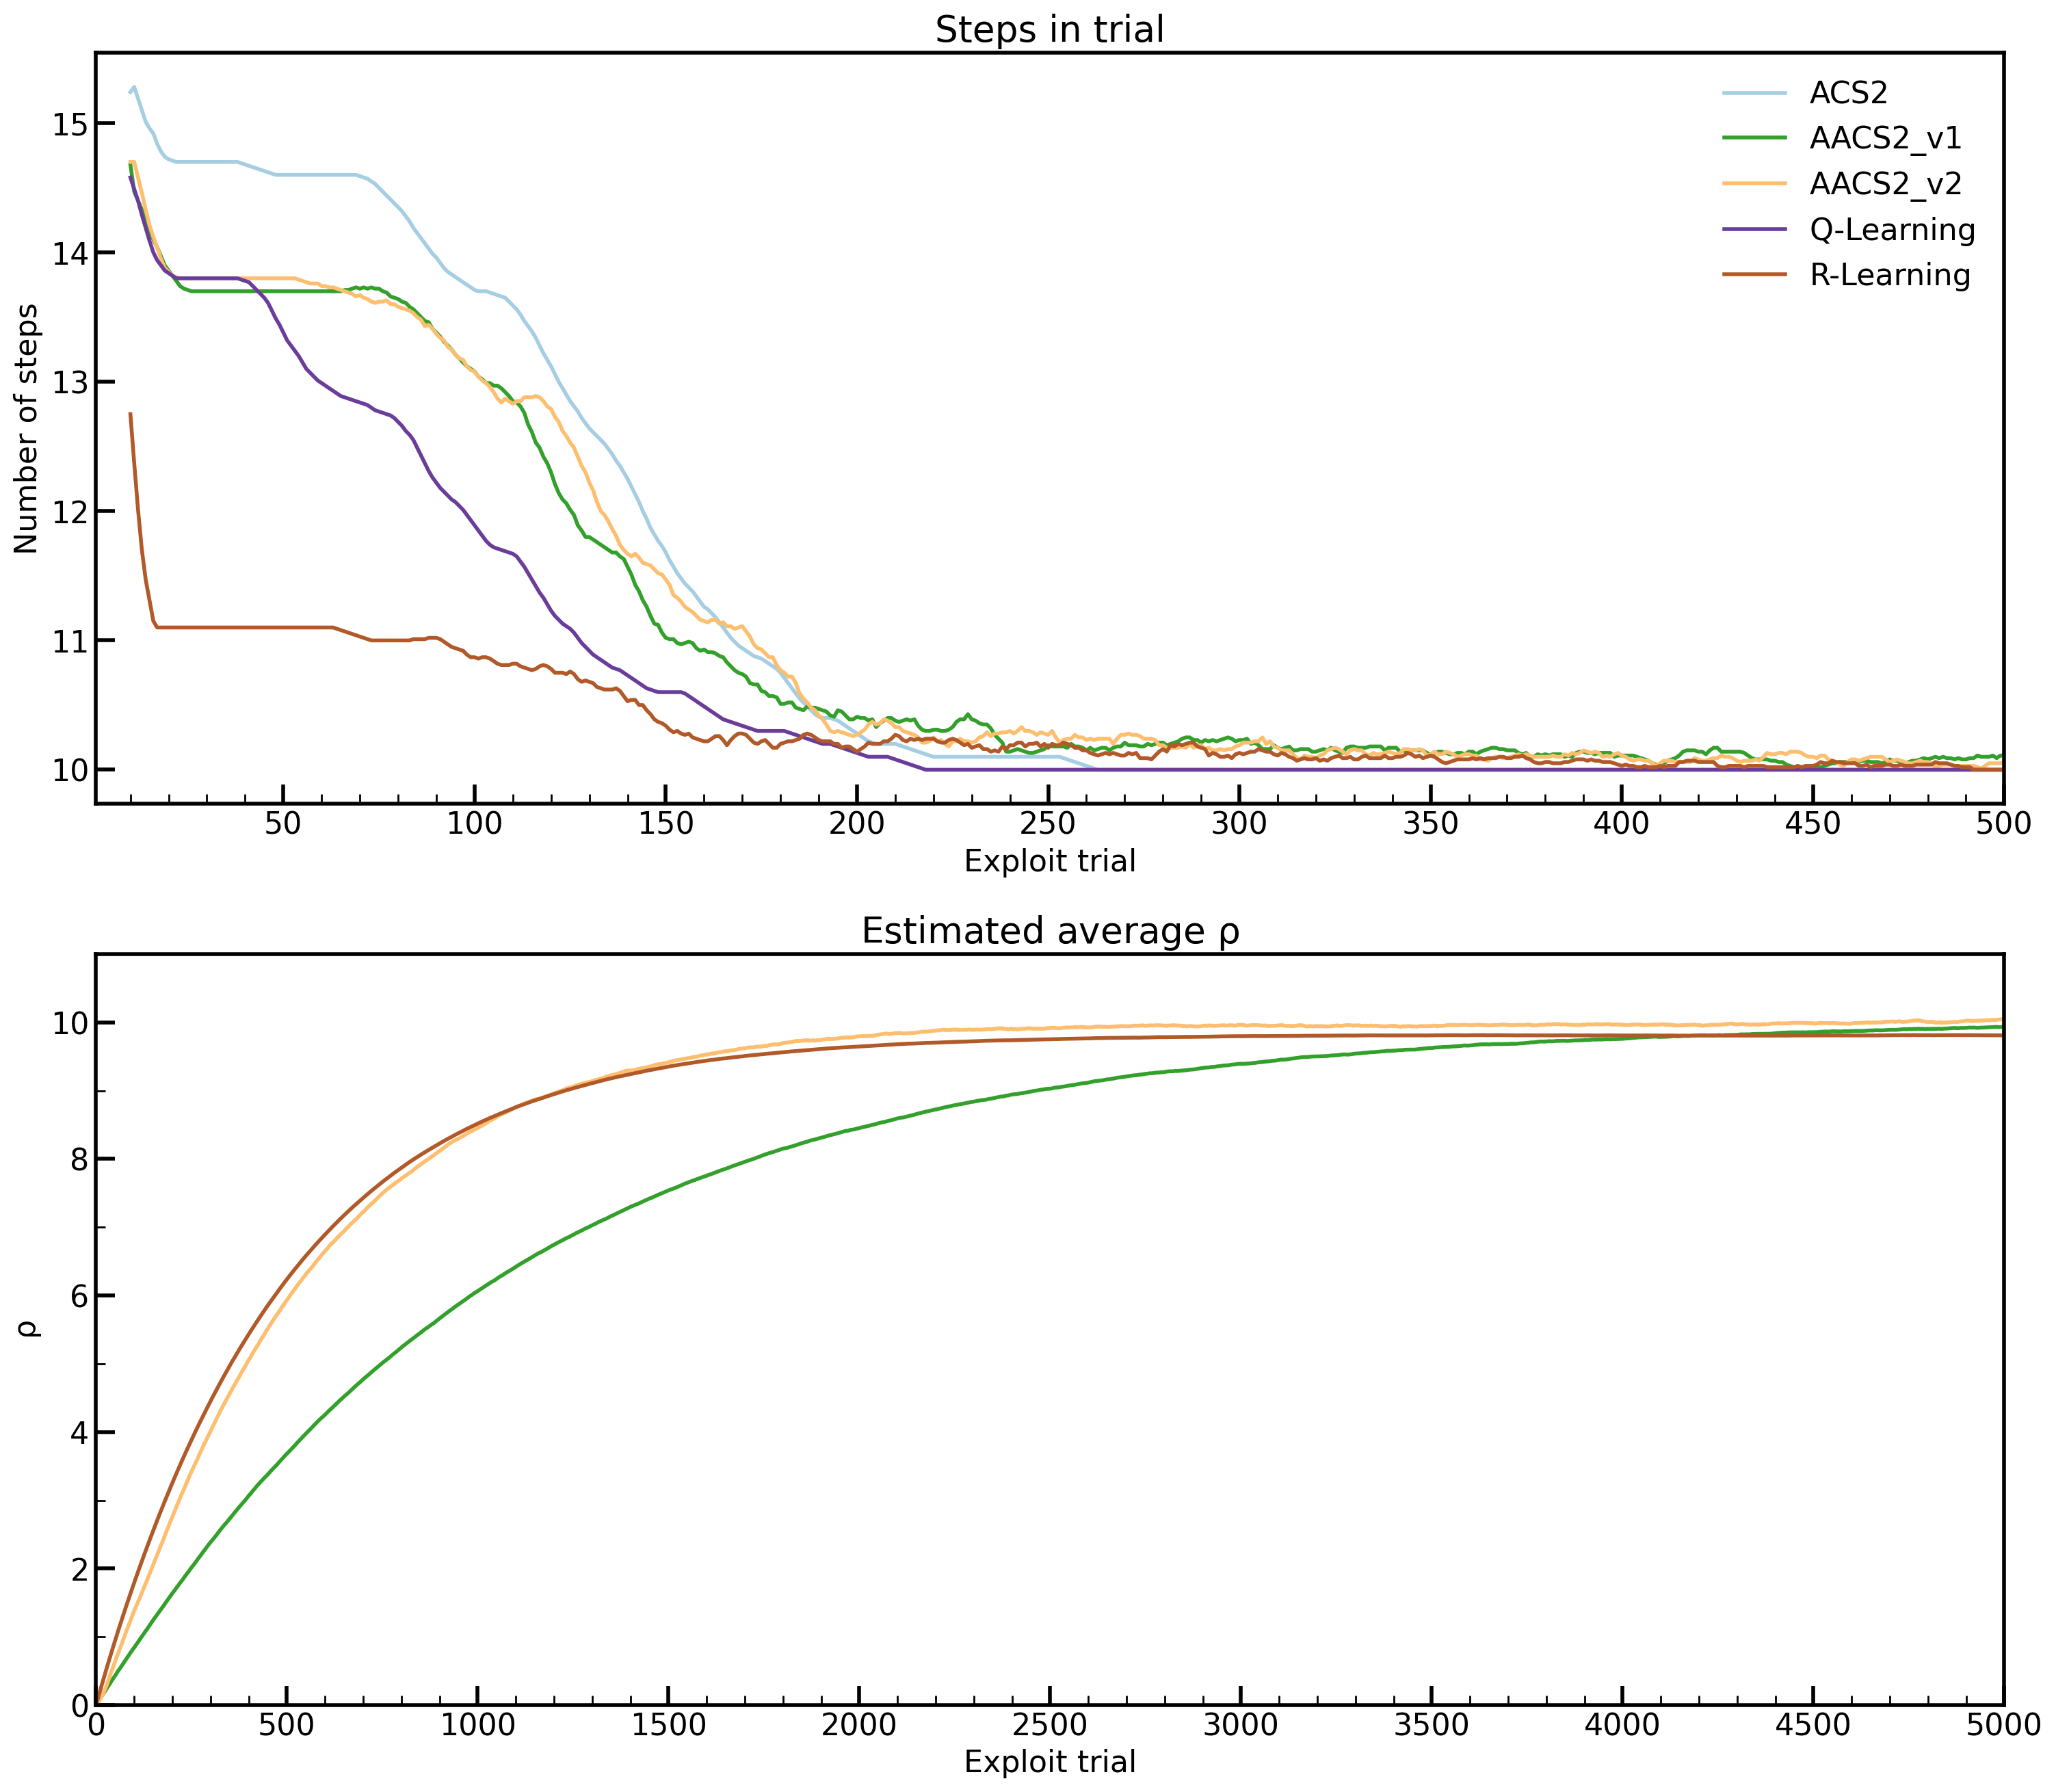 Steps in trial
15
14
13
12
11
10
Number of steps
ACS2
AACS2_v1
AACS2_v2
Q-Learning
R-Learning
50 100 150 200 250 300 350 400 450 500
Exploit trial
Estimated average ρ
10
8
6
4
2
0
ρ
0 500 1000 1500 2000 2500 3000 3500 4000 4500 5000
Exploit trial